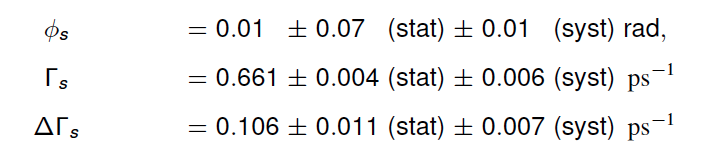 ϕₛ = 0.01 ± 0.07 (stat) ± 0.01 (syst) rad,
Γₛ = 0.661 ± 0.004 (stat) ± 0.006 (syst) ps⁻¹
ΔΓₛ = 0.106 ± 0.011 (stat) ± 0.007 (syst) ps⁻¹